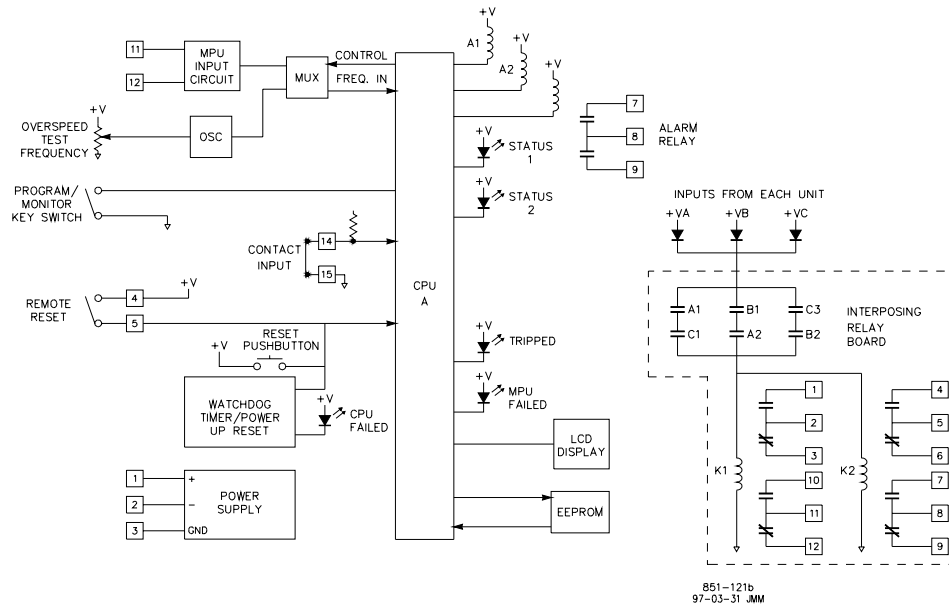 11
12
MPU
INPUT
CIRCUIT
MUX
CONTROL
FREQ. IN
+V
OVERSPEED
TEST
FREQUENCY
OSC
PROGRAM/
MONITOR
KEY SWITCH
CONTACT
INPUT
14
15
REMOTE
RESET
4
5
+V
RESET
PUSHBUTTON
+V
WATCHDOG
TIMER/POWER
UP RESET
+V
CPU
FAILED
1
2
3
+
−
GND
POWER
SUPPLY
CPU
A
+V
A1
+V
A2
+V
+V
STATUS
1
+V
STATUS
2
7
8
9
ALARM
RELAY
+V
TRIPPED
+V
MPU
FAILED
LCD
DISPLAY
EEPROM
INPUTS FROM EACH UNIT
+VA
+VB
+VC
A1
B1
C3
C1
A2
B2
INTERPOSING
RELAY
BOARD
K1
1
2
3
10
11
12
K2
4
5
6
7
8
9
851-121b
97-03-31 JMM